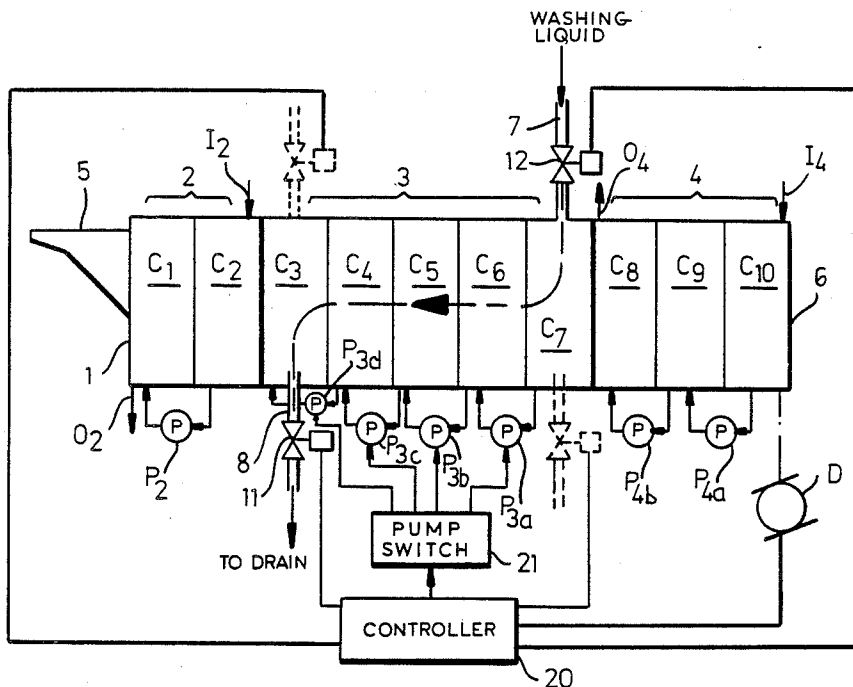 WASHING
LIQUID
7
12
I2
O4
I4
5
2
3
4
C1
C2
C3
C4
C5
C6
C7
C8
C9
C10
6
1
O2
P
P2
8
11
P
P3d
P
P3c
P
P3b
P
P3a
P
P4b
P
P4a
D
TO DRAIN
PUMP
SWITCH
21
CONTROLLER
20